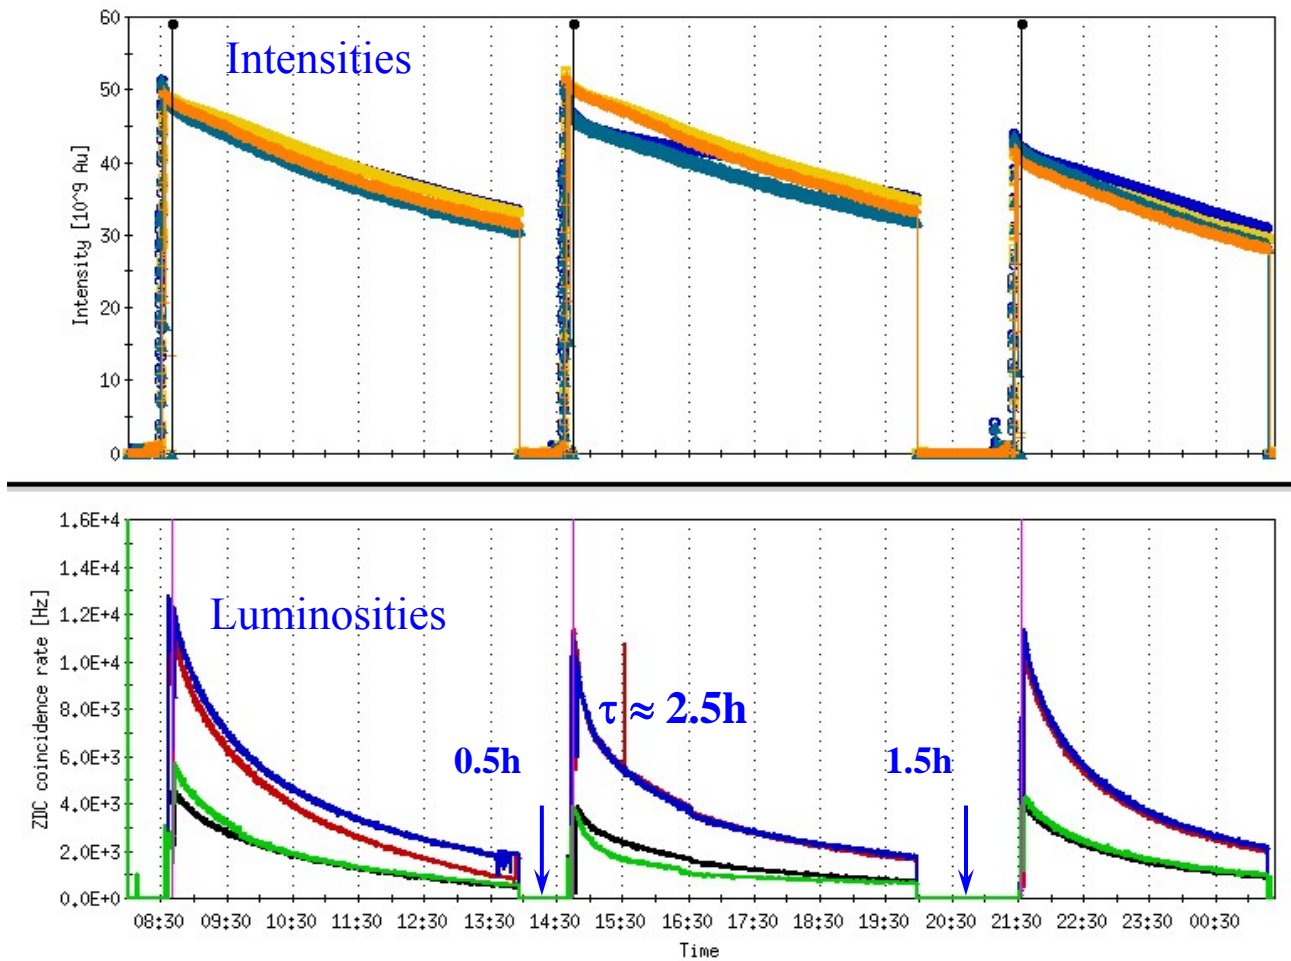 60
Intensities
50
40
30
20
10
0
Intensity [10^9 Au]
1.6E+4
1.4E+4
1.2E+4
1.0E+4
8.0E+3
6.0E+3
4.0E+3
2.0E+3
0.0E+0
ZDC coincidence rate [Hz]
Luminosities
τ ≈ 2.5h
0.5h
1.5h
08:30 09:30 10:30 11:30 12:30 13:30 14:30 15:30 16:30 17:30 18:30 19:30 20:30 21:30 22:30 23:30 00:30
Time